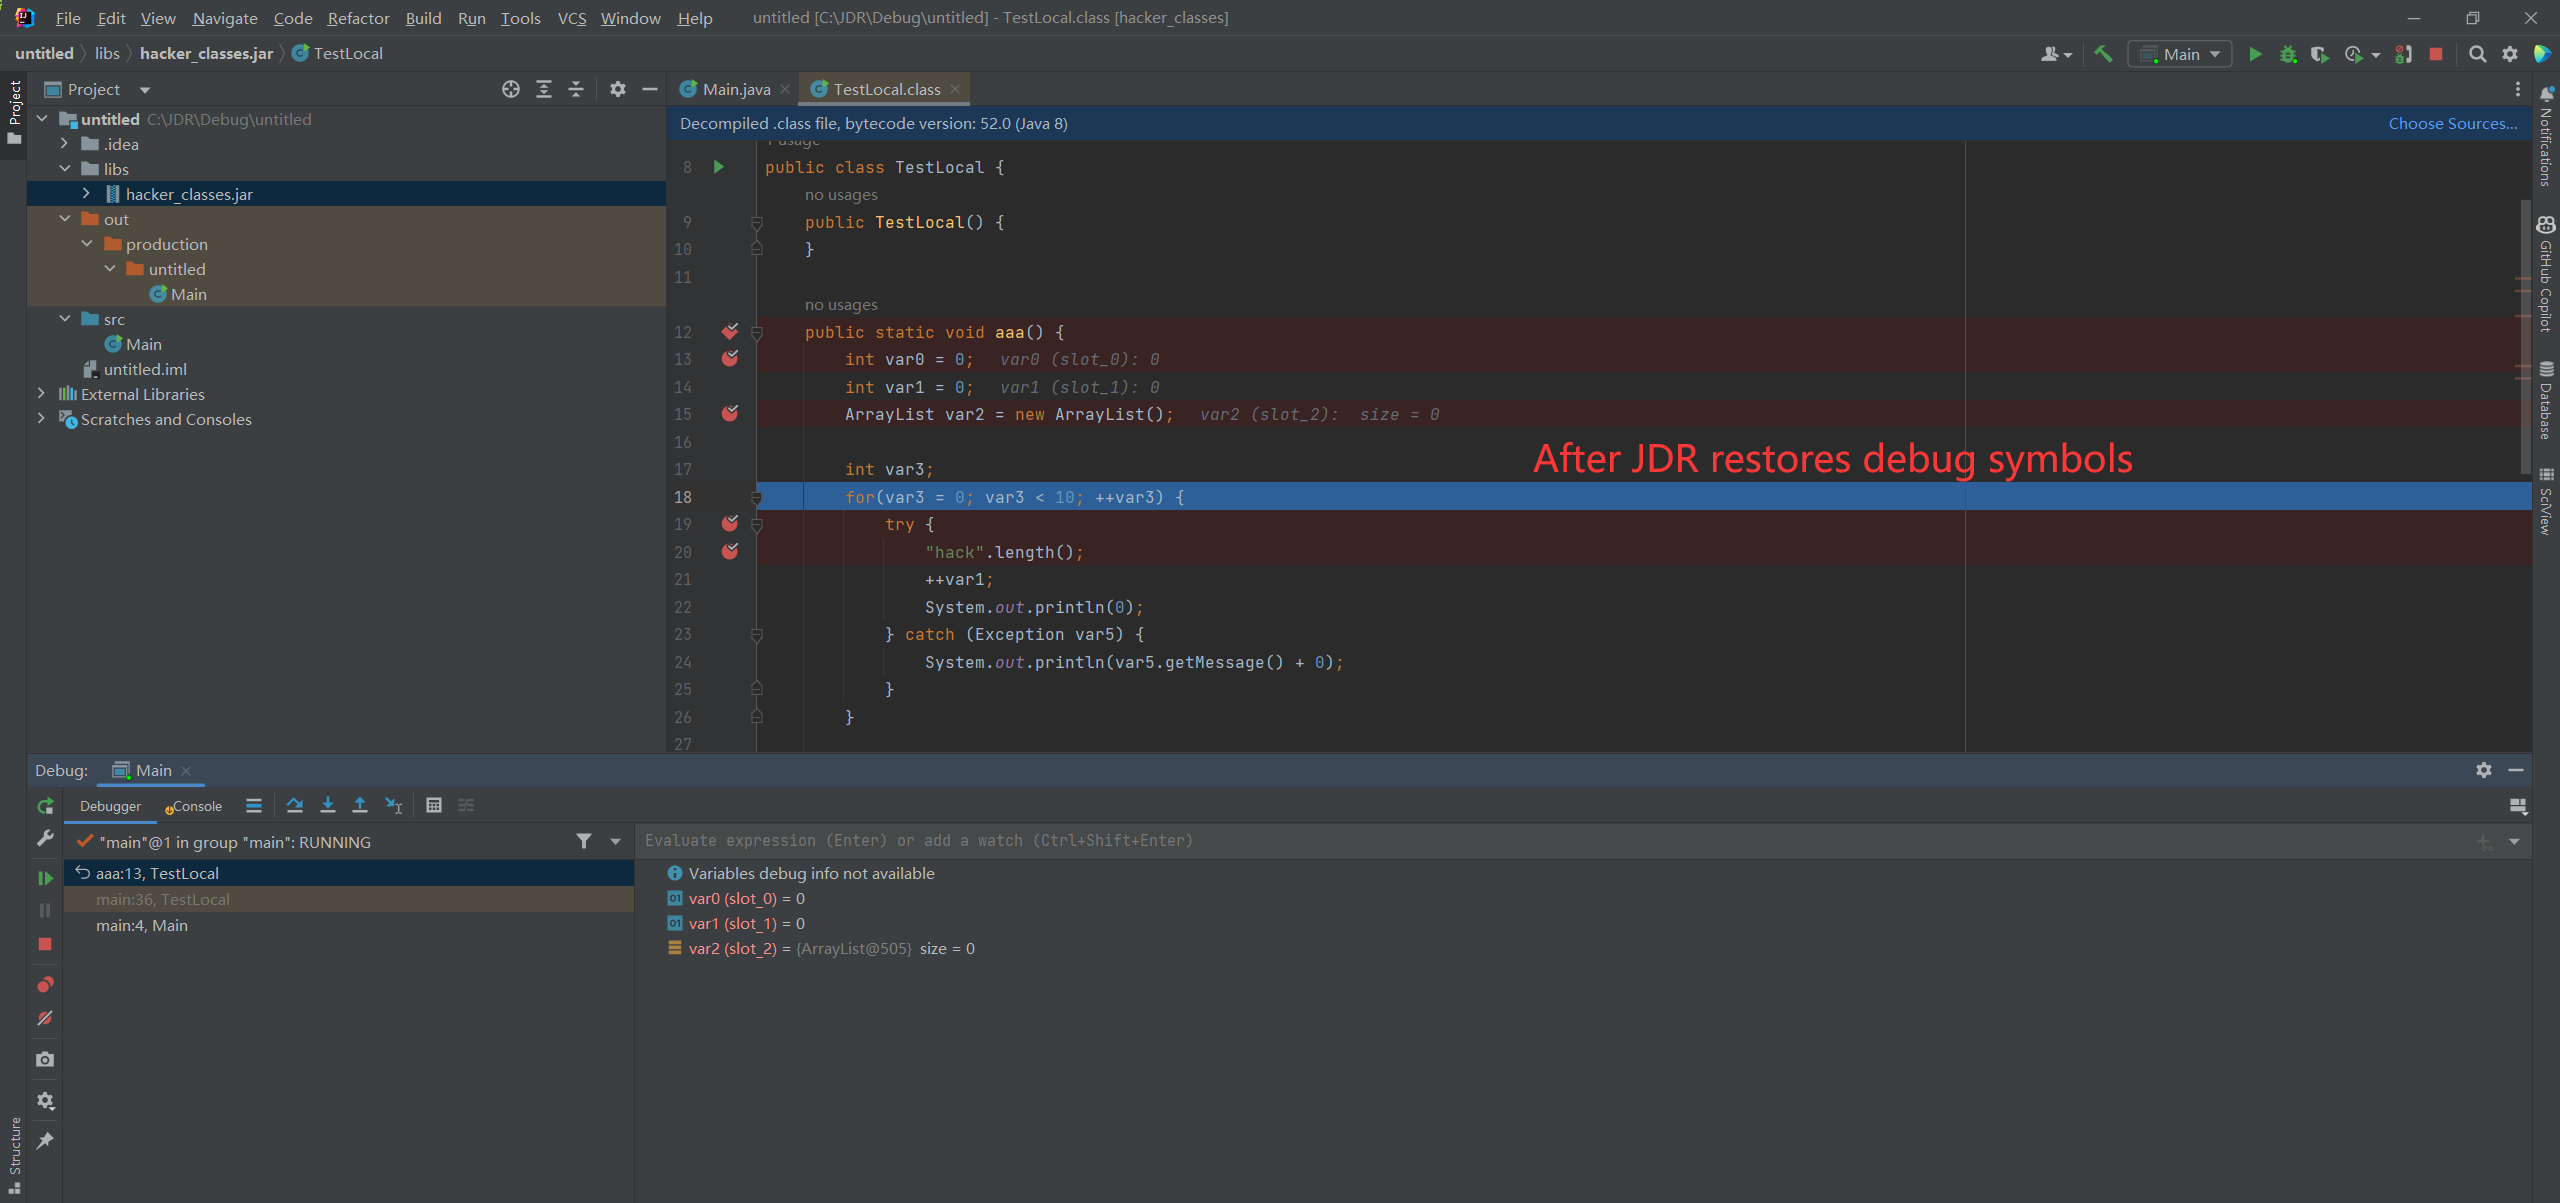 File Edit View Navigate Code Refactor Build Run Tools VCS Window Help untitled [C:\JDR\Debug\untitled] - TestLocal.class [hacker_classes]
untitled libs hacker_classes.jar TestLocal Main
Project
Project
untitled C:\JDR\Debug\untitled
.idea
libs
hacker_classes.jar
out
production
untitled
Main
src
Main
untitled.iml
External Libraries
Scratches and Consoles
Main.java TestLocal.class
Decompiled .class file, bytecode version: 52.0 (Java 8) Choose Sources...
1 usage
8 public class TestLocal {
no usages
9 public TestLocal() {
10 }
11
no usages
12 public static void aaa() {
13 int var0 = 0; var0 (slot_0): 0
14 int var1 = 0; var1 (slot_1): 0
15 ArrayList var2 = new ArrayList(); var2 (slot_2): size = 0
16
After JDR restores debug symbols
17 int var3;
18 for(var3 = 0; var3 < 10; ++var3) {
19 try {
20 "hack".length();
21 ++var1;
22 System.out.println(0);
23 } catch (Exception var5) {
24 System.out.println(var5.getMessage() + 0);
25 }
26 }
27
Notifications
GitHub Copilot
Database
SciView
Debug: Main
Debugger Console
"main"@1 in group "main": RUNNING
aaa:13, TestLocal
main:36, TestLocal
main:4, Main
Evaluate expression (Enter) or add a watch (Ctrl+Shift+Enter)
Variables debug info not available
var0 (slot_0) = 0
var1 (slot_1) = 0
var2 (slot_2) = {ArrayList@505} size = 0
Structure